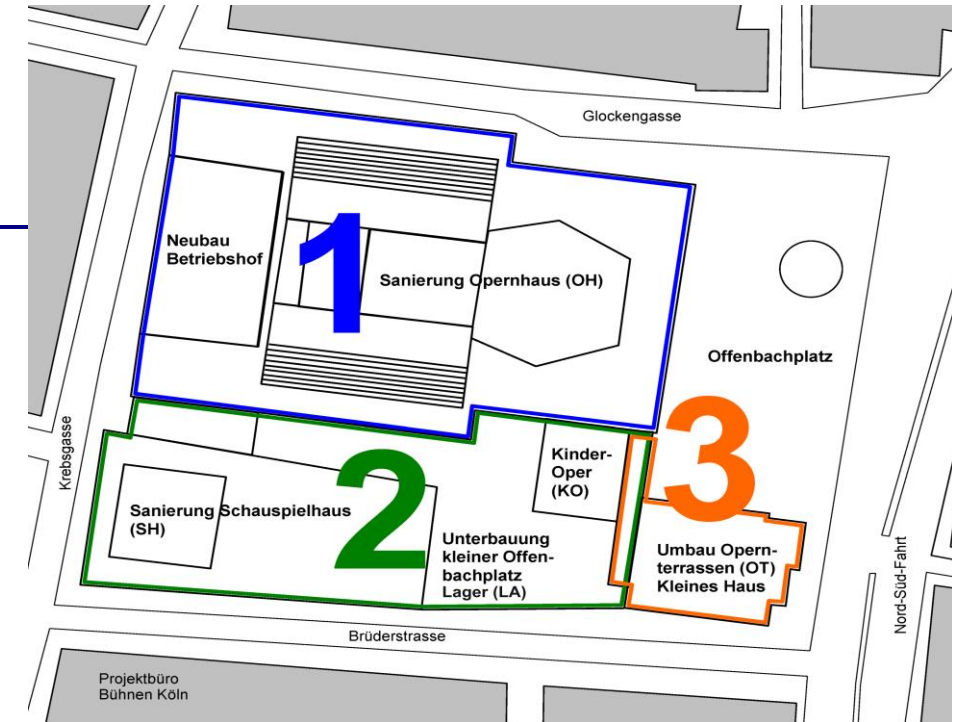 Glockengasse
Neubau
Betriebshof
1
Sanierung Opernhaus (OH)
Offenbachplatz
Krebsgasse
3
Kinder-
Oper
(KO)
2
Sanierung Schauspielhaus
(SH)
Unterbauung
kleiner Offen-
bachplatz
Lager (LA)
Umbau Opern-
terrassen (OT)
Kleines Haus
Nord-Süd-Fahrt
Brüderstrasse
Projektbüro
Bühnen Köln